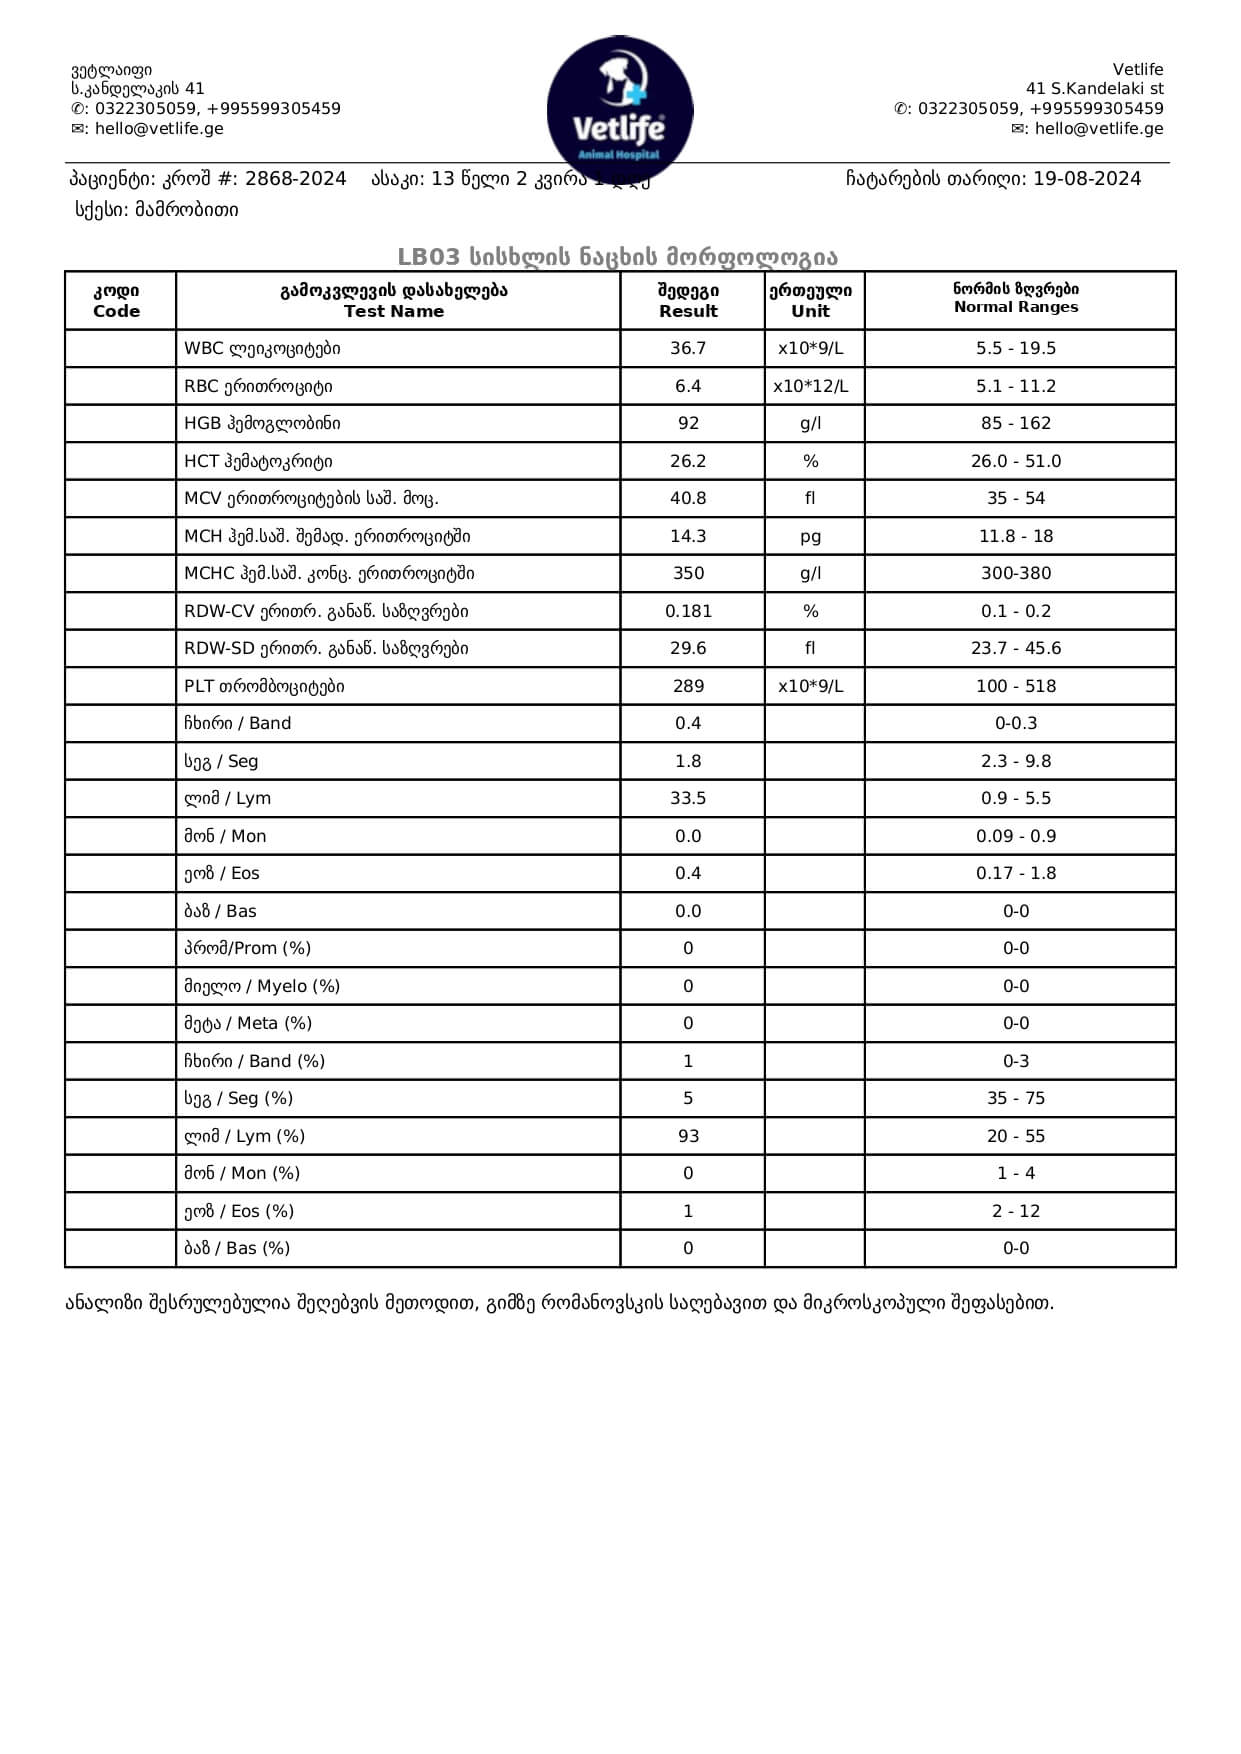 ვეტლაიფი
ს.კანდელაკის 41
✆: 0322305059, +995599305459
✉: hello@vetlife.ge
Vetlife
Animal Hospital
Vetlife
41 S.Kandelaki st
✆: 0322305059, +995599305459
✉: hello@vetlife.ge
პაციენტი: კროშ #: 2868-2024 ასაკი: 13 წელი 2 კვირა 1 დღე ჩატარების თარიღი: 19-08-2024
სქესი: მამრობითი
LB03 სისხლის ნაცხის მორფოლოგია
კოდი გამოკვლევის დასახელება შედეგი ერთეული ნორმის ზღვრები
Code Test Name Result Unit Normal Ranges
WBC ლეიკოციტები 36.7 x10*9/L 5.5 - 19.5
RBC ერითროციტი 6.4 x10*12/L 5.1 - 11.2
HGB ჰემოგლობინი 92 g/l 85 - 162
HCT ჰემატოკრიტი 26.2 % 26.0 - 51.0
MCV ერითროციტების საშ. მოც. 40.8 fl 35 - 54
MCH ჰემ.საშ. შემად. ერითროციტში 14.3 pg 11.8 - 18
MCHC ჰემ.საშ. კონც. ერითროციტში 350 g/l 300-380
RDW-CV ერითრ. განაწ. საზღვრები 0.181 % 0.1 - 0.2
RDW-SD ერითრ. განაწ. საზღვრები 29.6 fl 23.7 - 45.6
PLT თრომბოციტები 289 x10*9/L 100 - 518
ჩხირი / Band 0.4 0-0.3
სეგ / Seg 1.8 2.3 - 9.8
ლიმ / Lym 33.5 0.9 - 5.5
მონ / Mon 0.0 0.09 - 0.9
ეოზ / Eos 0.4 0.17 - 1.8
ბაზ / Bas 0.0 0-0
პრომ/Prom (%) 0 0-0
მიელო / Myelo (%) 0 0-0
მეტა / Meta (%) 0 0-0
ჩხირი / Band (%) 1 0-3
სეგ / Seg (%) 5 35 - 75
ლიმ / Lym (%) 93 20 - 55
მონ / Mon (%) 0 1 - 4
ეოზ / Eos (%) 1 2 - 12
ბაზ / Bas (%) 0 0-0
ანალიზი შესრულებულია შეღებვის მეთოდით, გიმზე რომანოვსკის საღებავით და მიკროსკოპული შეფასებით.